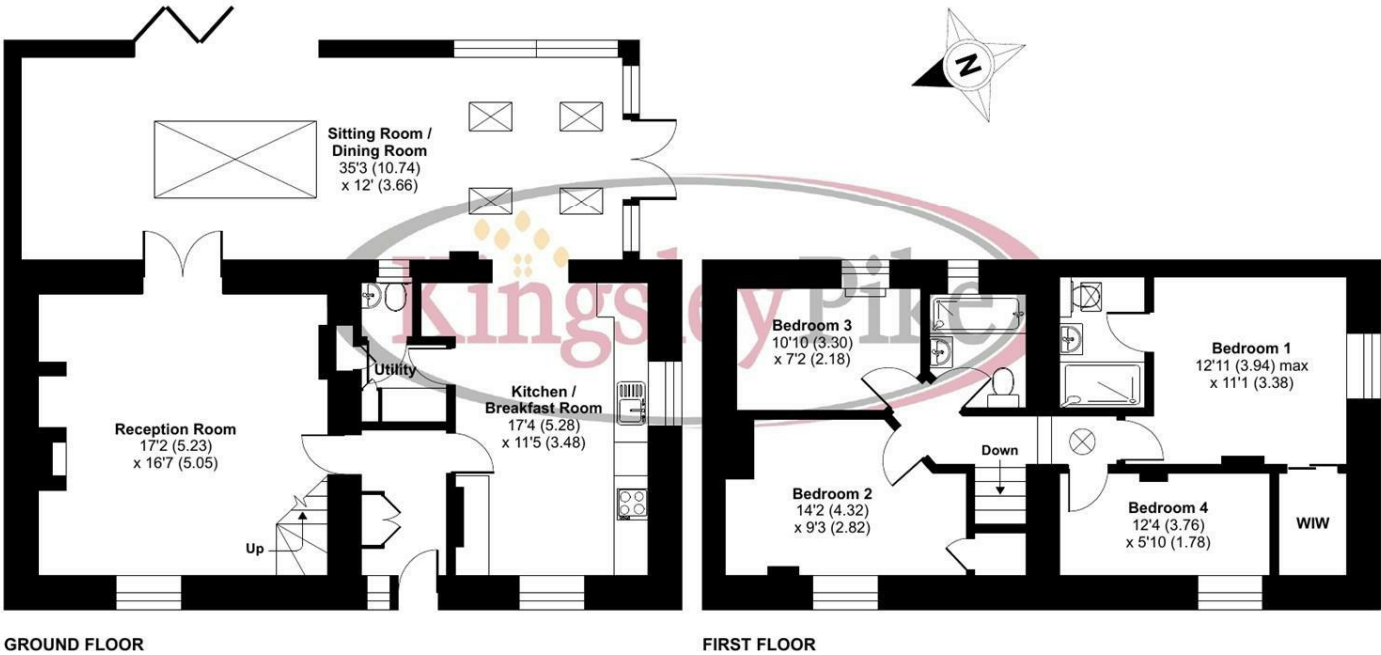 N
Sitting Room /
Dining Room
35'3 (10.74)
x 12' (3.66)
KingsleyPike
Utility
Kitchen /
Breakfast Room
17'4 (5.28)
x 11'5 (3.48)
Reception Room
17'2 (5.23)
x 16'7 (5.05)
Up
Bedroom 3
10'10 (3.30)
x 7'2 (2.18)
Bedroom 1
12'11 (3.94) max
x 11'1 (3.38)
Down
Bedroom 2
14'2 (4.32)
x 9'3 (2.82)
Bedroom 4
12'4 (3.76)
x 5'10 (1.78)
WIW
GROUND FLOOR
FIRST FLOOR